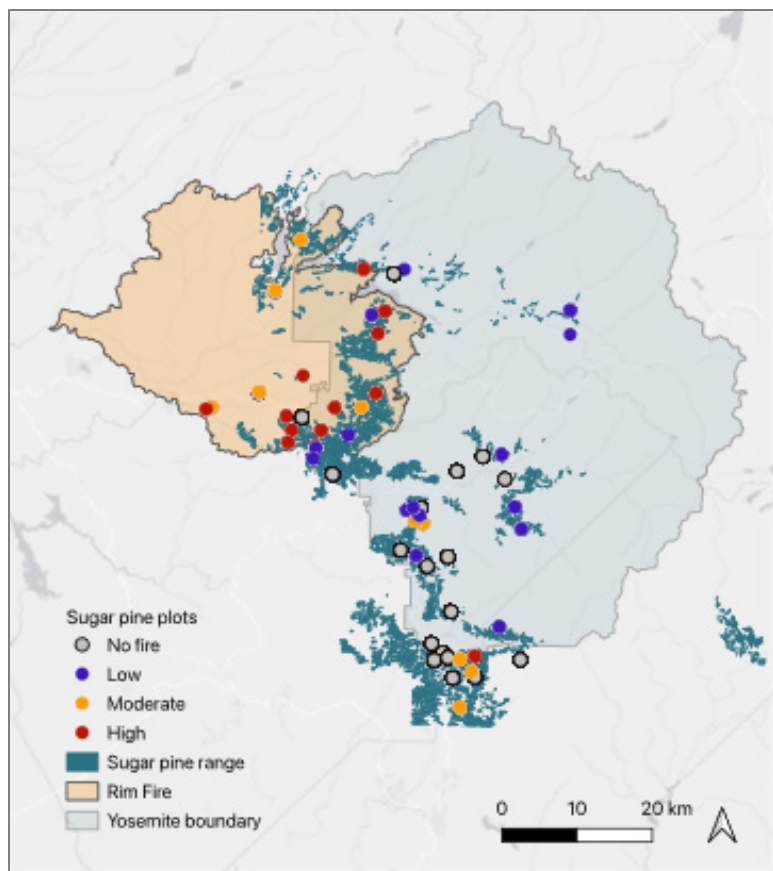 Sugar pine plots
No fire
Low
Moderate
High
Sugar pine range
Rim Fire
Yosemite boundary
0 10 20 km